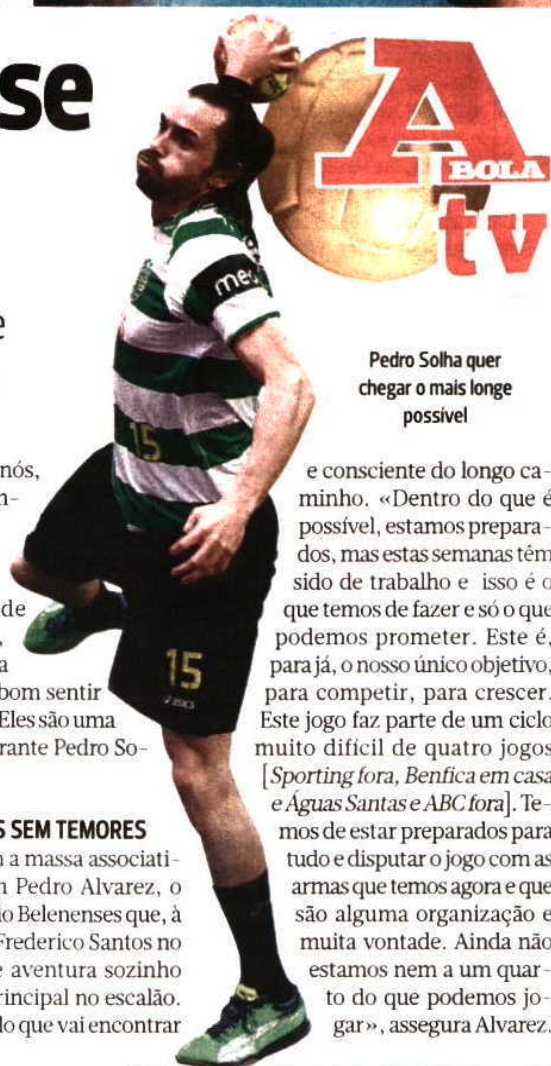 se
A
BOLA
tv
me
15
15
asics
e
Pedro Solha quer
chegar o mais longe
possível
nós,
n-
de
,
a
bom sentir
Eles são uma
rante Pedro So-
S SEM TEMORES
n a massa associati-
n Pedro Alvarez, o
io Belenenses que, à
Frederico Santos no
e aventura sozinho
rincipal no escalão.
lo que vai encontrar
e consciente do longo ca-
minho. «Dentro do que é
possível, estamos prepara-
dos, mas estas semanas têm
sido de trabalho e isso é o
que temos de fazer e só o que
podemos prometer. Este é,
para já, o nosso único objetivo,
para competir, para crescer.
Este jogo faz parte de um ciclo
muito difícil de quatro jogos
[Sporting fora, Benfica em casa
e Águas Santas e ABC fora]. Te-
mos de estar preparados para
tudo e disputar o jogo com as
armas que temos agora e que
são alguma organização e
muita vontade. Ainda não
estamos nem a um quar-
to do que podemos jo-
gar», assegura Alvarez.